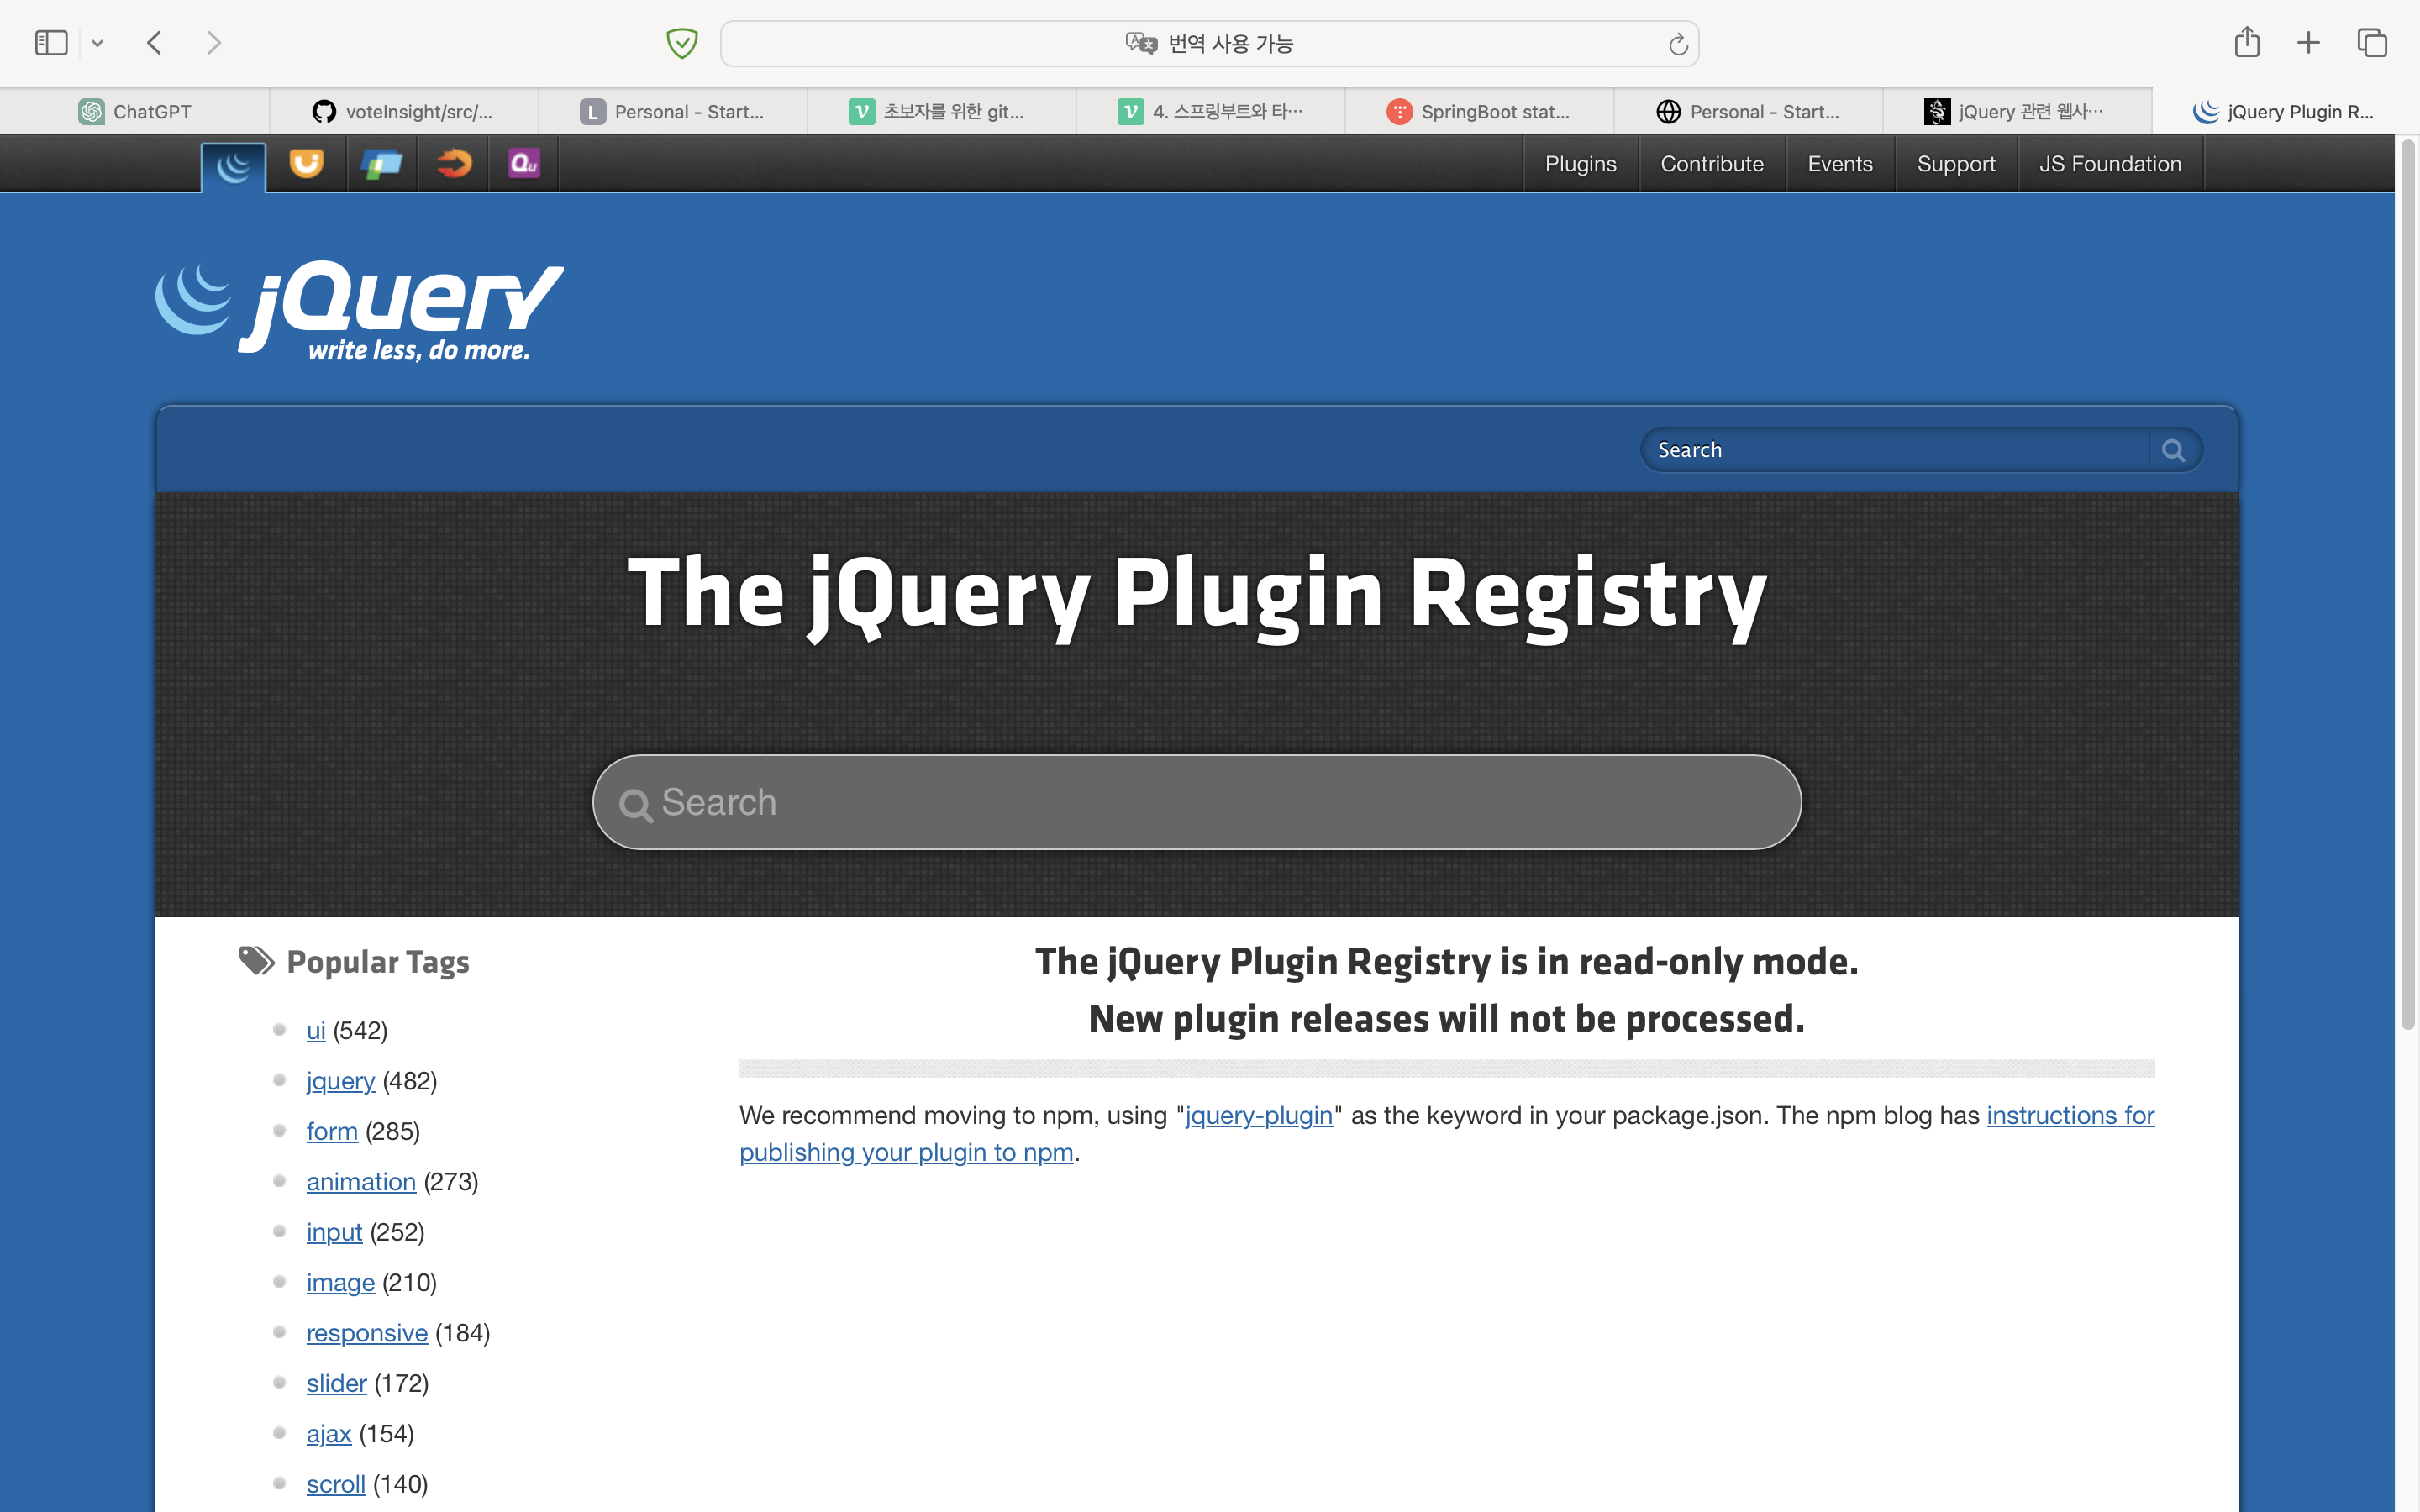 번역 사용 가능
ChatGPT
voteInsight/src/...
L Personal - Start...
초보자를 위한 git...
4. 스프링부트와 타...
SpringBoot stat...
Personal - Start...
jQuery 관련 웹사...
jQuery Plugin R...
Plugins
Contribute
Events
Support
JS Foundation
jQuery
write less, do more.
Search
The jQuery Plugin Registry
Search
Popular Tags
ui (542)
jquery (482)
form (285)
animation (273)
input (252)
image (210)
responsive (184)
slider (172)
ajax (154)
scroll (140)
The jQuery Plugin Registry is in read-only mode.
New plugin releases will not be processed.
We recommend moving to npm, using "jquery-plugin" as the keyword in your package.json. The npm blog has instructions for
publishing your plugin to npm.